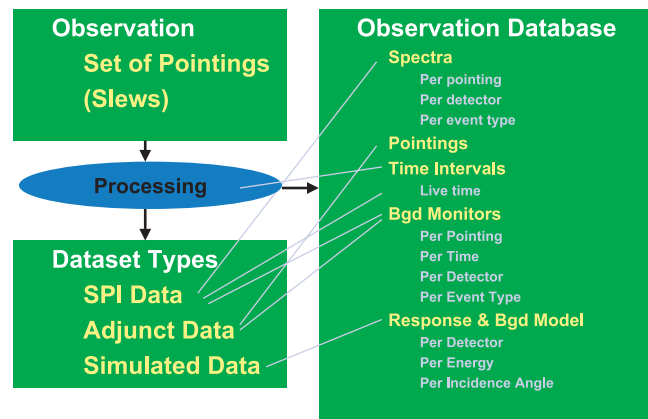 Observation
Set of Pointings
(Slews)
Processing
Dataset Types
SPI Data
Adjunct Data
Simulated Data
Observation Database
Spectra
Per pointing
Per detector
Per event type
Pointings
Time Intervals
Live time
Bgd Monitors
Per Pointing
Per Time
Per Detector
Per Event Type
Response & Bgd Model
Per Detector
Per Energy
Per Incidence Angle